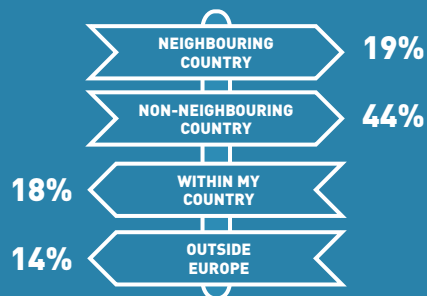 NEIGHBOURING
COUNTRY
19%
NON-NEIGHBOURING
COUNTRY
44%
18%
WITHIN MY
COUNTRY
14%
OUTSIDE
EUROPE